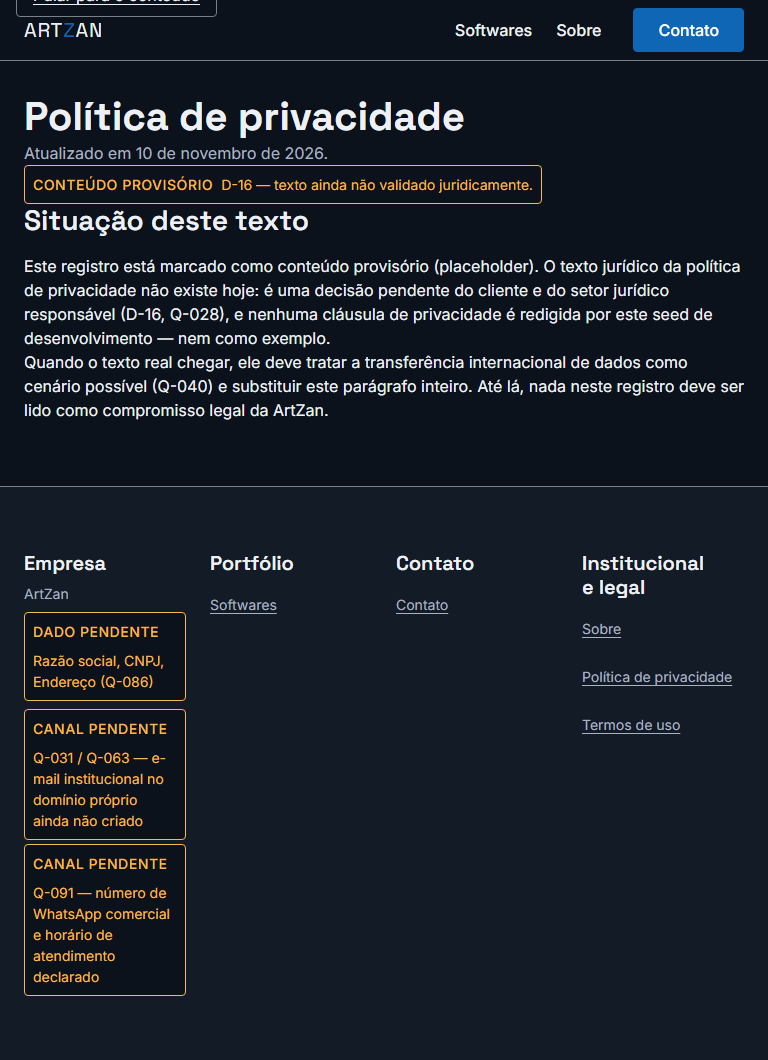 Pular para o conteúdo
ARTZAN
Softwares Sobre Contato
Política de privacidade
Atualizado em 10 de novembro de 2026.
CONTEÚDO PROVISÓRIO D-16 — texto ainda não validado juridicamente.
Situação deste texto
Este registro está marcado como conteúdo provisório (placeholder). O texto jurídico da política
de privacidade não existe hoje: é uma decisão pendente do cliente e do setor jurídico
responsável (D-16, Q-028), e nenhuma cláusula de privacidade é redigida por este seed de
desenvolvimento — nem como exemplo.
Quando o texto real chegar, ele deve tratar a transferência internacional de dados como
cenário possível (Q-040) e substituir este parágrafo inteiro. Até lá, nada neste registro deve ser
lido como compromisso legal da ArtZan.
Empresa
ArtZan
DADO PENDENTE
Razão social, CNPJ,
Endereço (Q-086)
CANAL PENDENTE
Q-031 / Q-063 — e-
mail institucional no
domínio próprio
ainda não criado
CANAL PENDENTE
Q-091 — número de
WhatsApp comercial
e horário de
atendimento
declarado
Portfólio
Softwares
Contato
Contato
Institucional
e legal
Sobre
Política de privacidade
Termos de uso